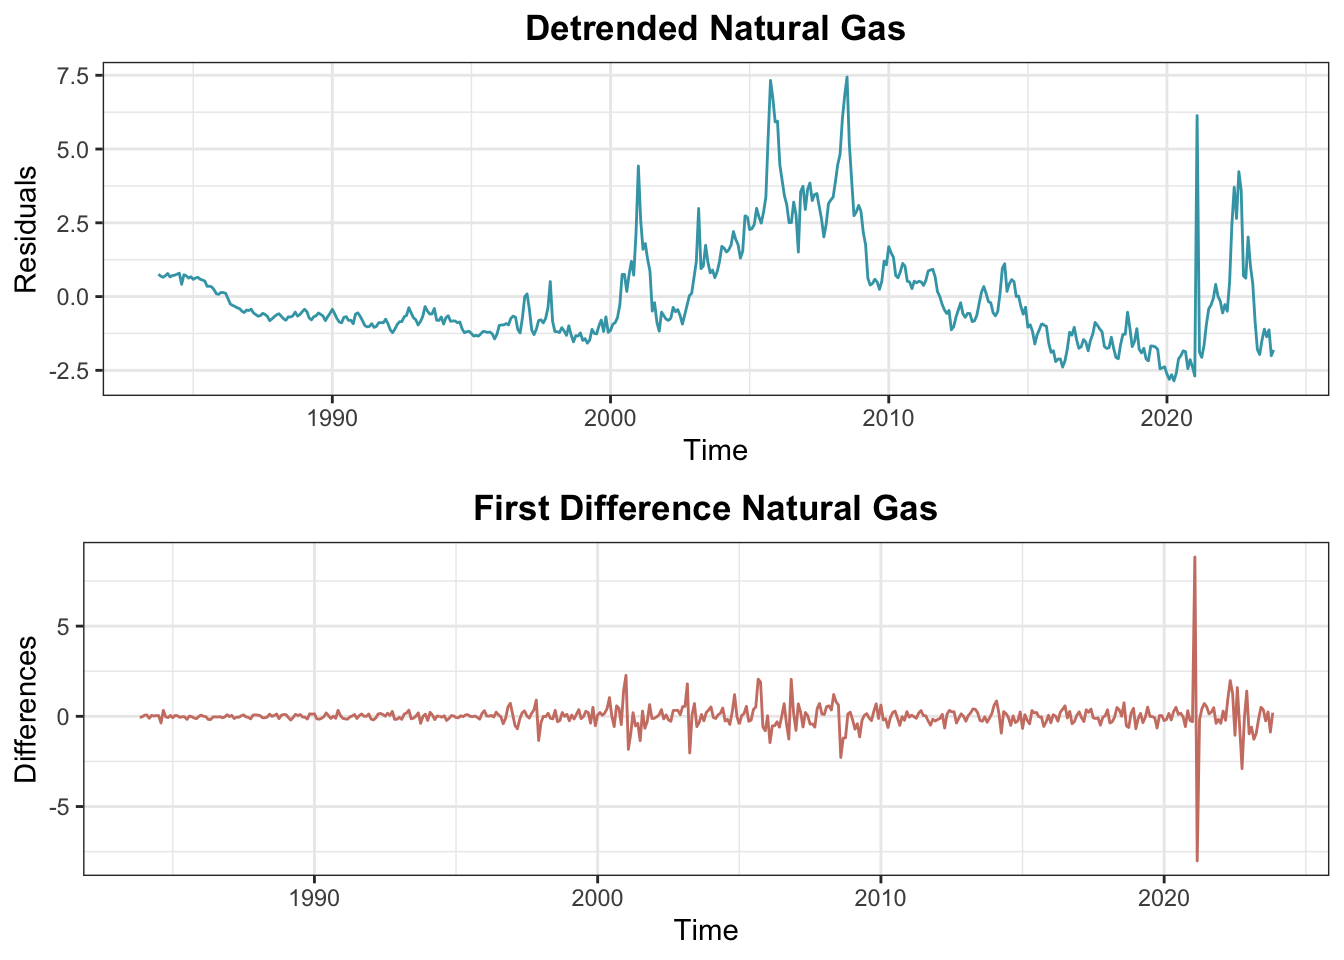 Detrended Natural Gas
7.5
5.0
2.5
0.0
-2.5
Residuals
1990 2000 2010 2020
Time
First Difference Natural Gas
5
0
-5
Differences
1990 2000 2010 2020
Time